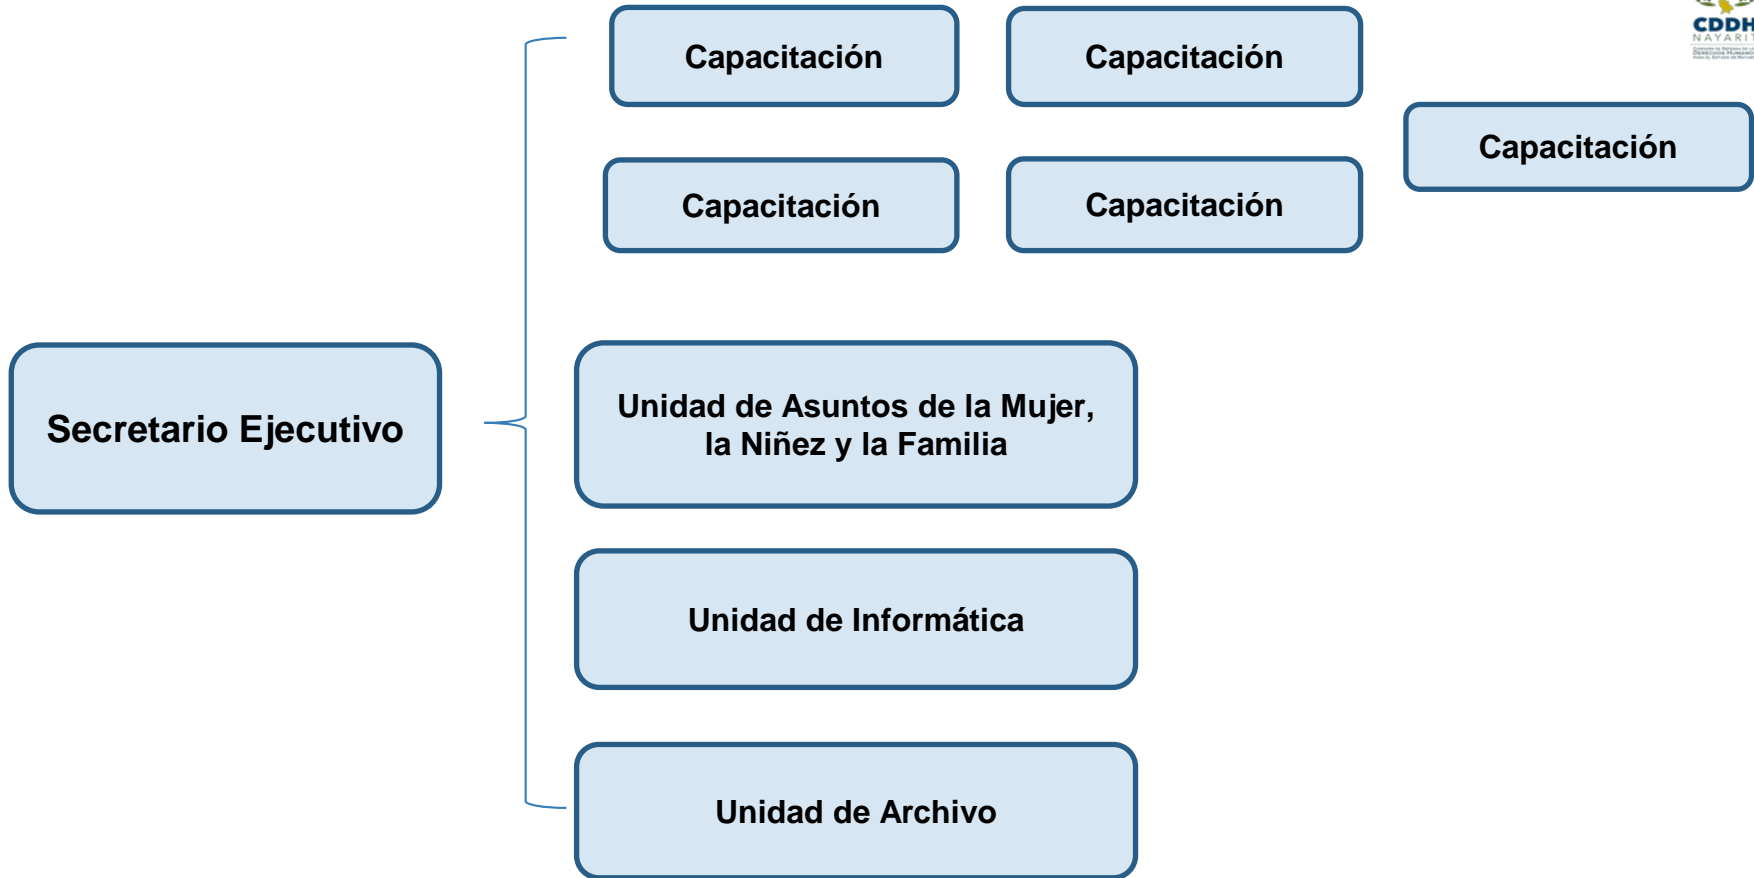 Capacitación
Capacitación
CDDH
NAYARIT
Capacitación
Capacitación
Capacitación
Secretario Ejecutivo
Unidad de Asuntos de la Mujer,
la Niñez y la Familia
Unidad de Informática
Unidad de Archivo